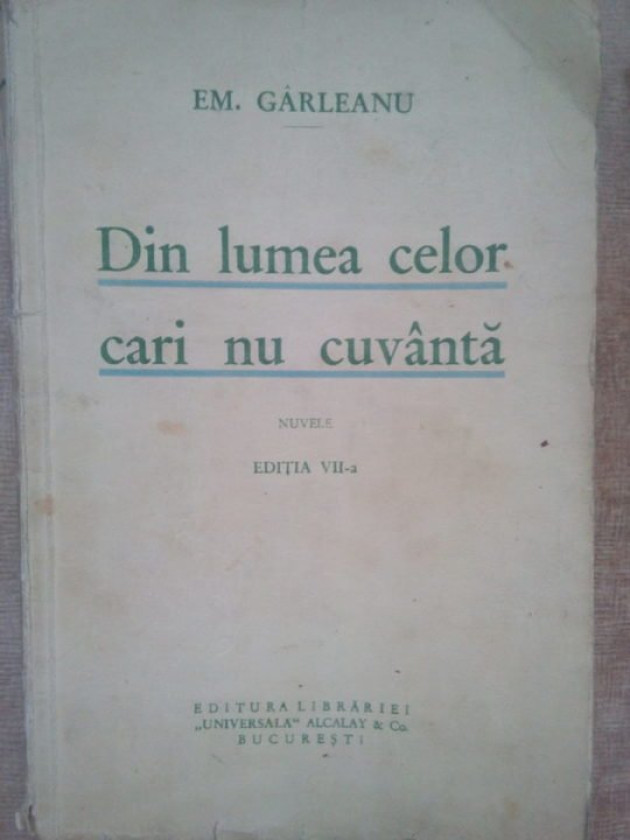 EM. GÂRLEANU
Din lumea celor
cari nu cuvântă
NUVELE
EDIȚIA VII-a
EDITURA LIBRĂRIEI
„UNIVERSALA“ ALCALAY & Co.
BUCUREȘTI